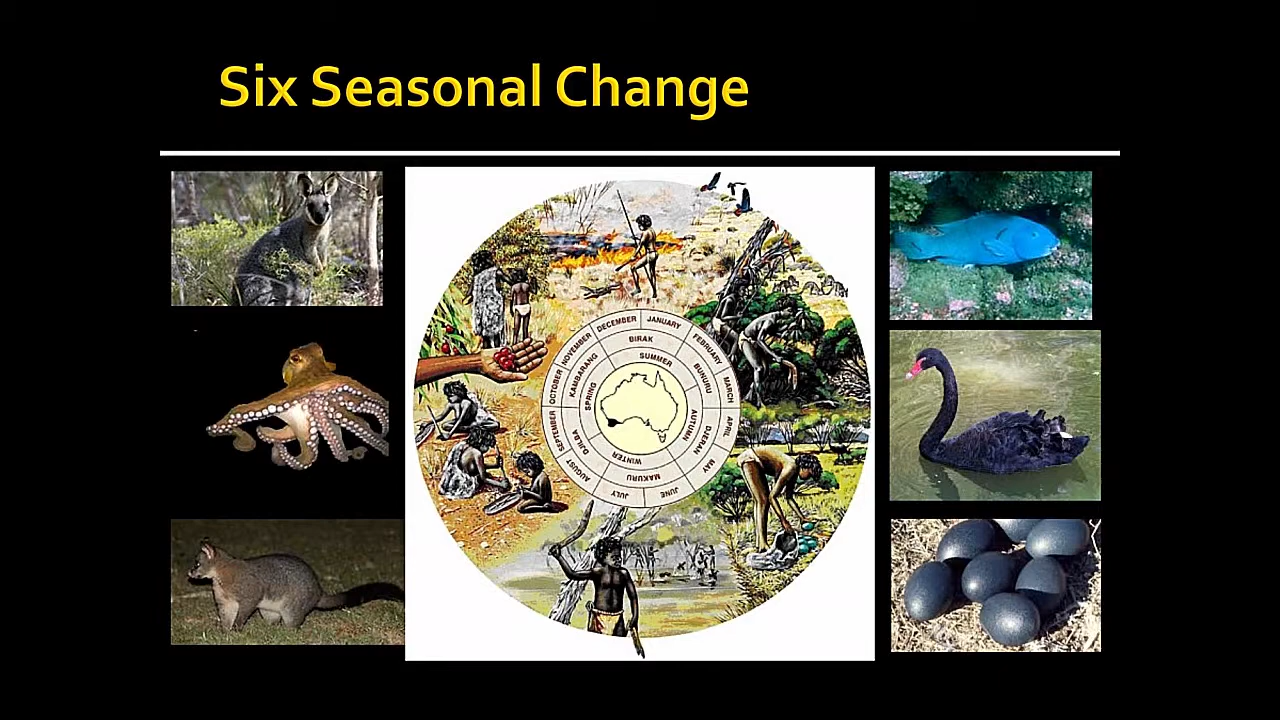 Six Seasonal Change
DECEMBER
JANUARY
FEBRUARY
MARCH
APRIL
MAY
JUNE
JULY
AUGUST
SEPTEMBER
OCTOBER
NOVEMBER
BIRAK
BUNURU
DJERAN
MAKURU
DJILBA
KAMBARANG
SUMMER
AUTUMN
WINTER
SPRING